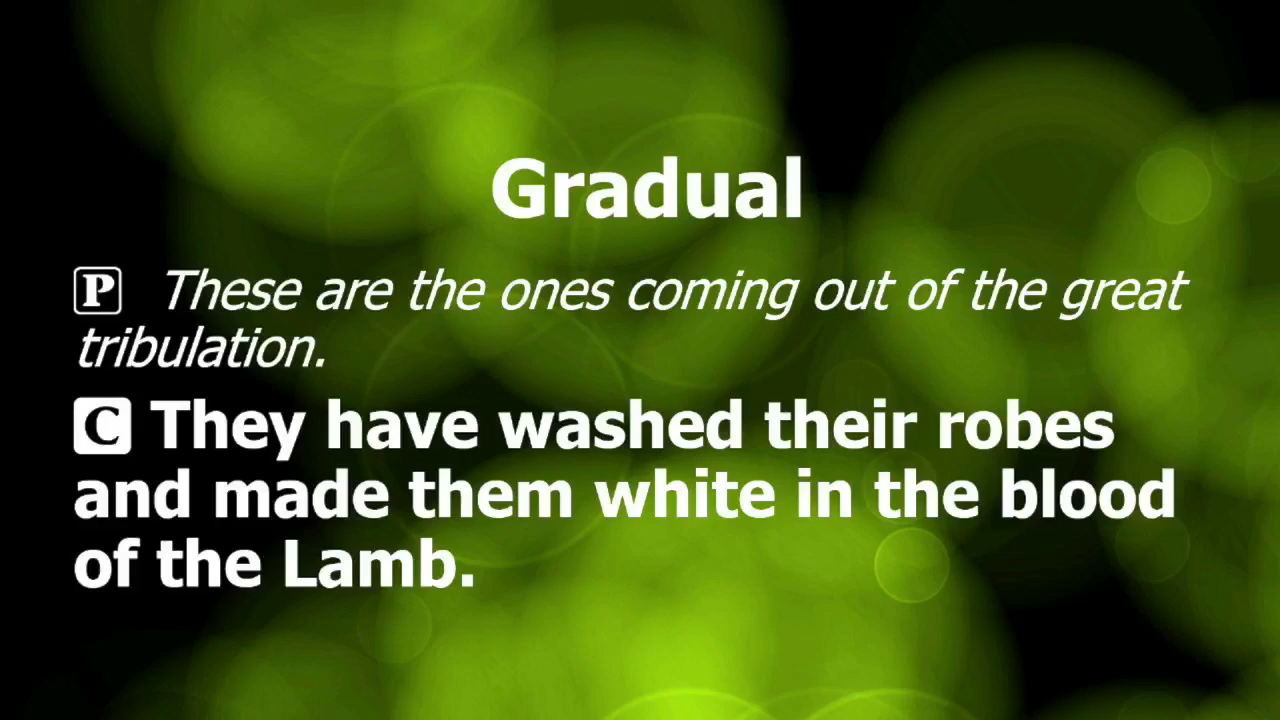 Gradual
P These are the ones coming out of the great
tribulation.
C They have washed their robes
and made them white in the blood
of the Lamb.